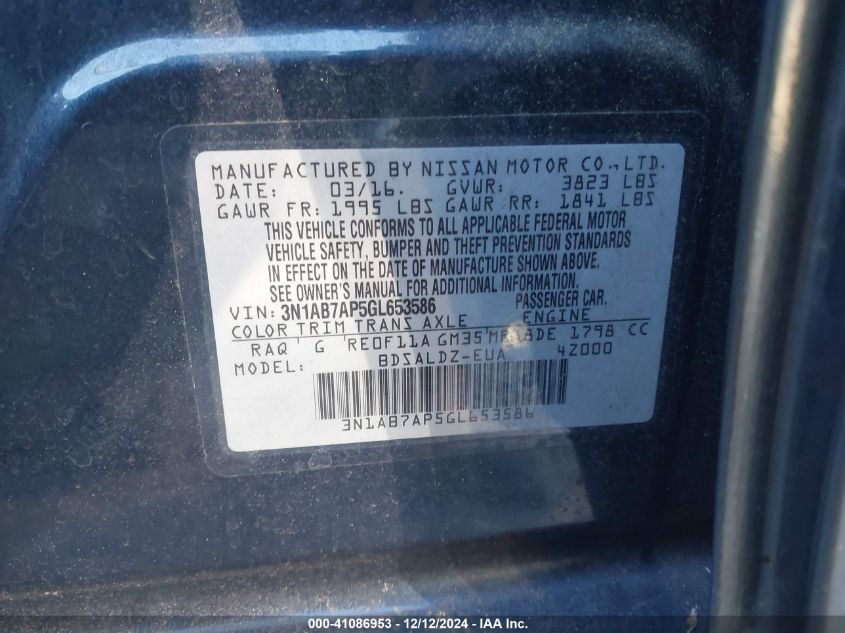 MANUFACTURED BY NISSAN MOTOR CO.,LTD.
DATE: 03/16. GVWR: 3823 LBS
GAWR FR: 1995 LBS GAWR RR: 1841 LBS
THIS VEHICLE CONFORMS TO ALL APPLICABLE FEDERAL MOTOR
VEHICLE SAFETY, BUMPER AND THEFT PREVENTION STANDARDS
IN EFFECT ON THE DATE OF MANUFACTURE SHOWN ABOVE.
SEE OWNER'S MANUAL FOR ADDITIONAL INFORMATION.
VIN: 3N1AB7AP5GL653586 PASSENGER CAR.
COLOR TRIM TRANS AXLE ENGINE
RAQ G RE0F11A GM35 1798 CC
MODEL: BDSALDZ-EUA 4Z000
3N1AB7AP5GL653586
000-41086953 - 12/12/2024 - IAA Inc.